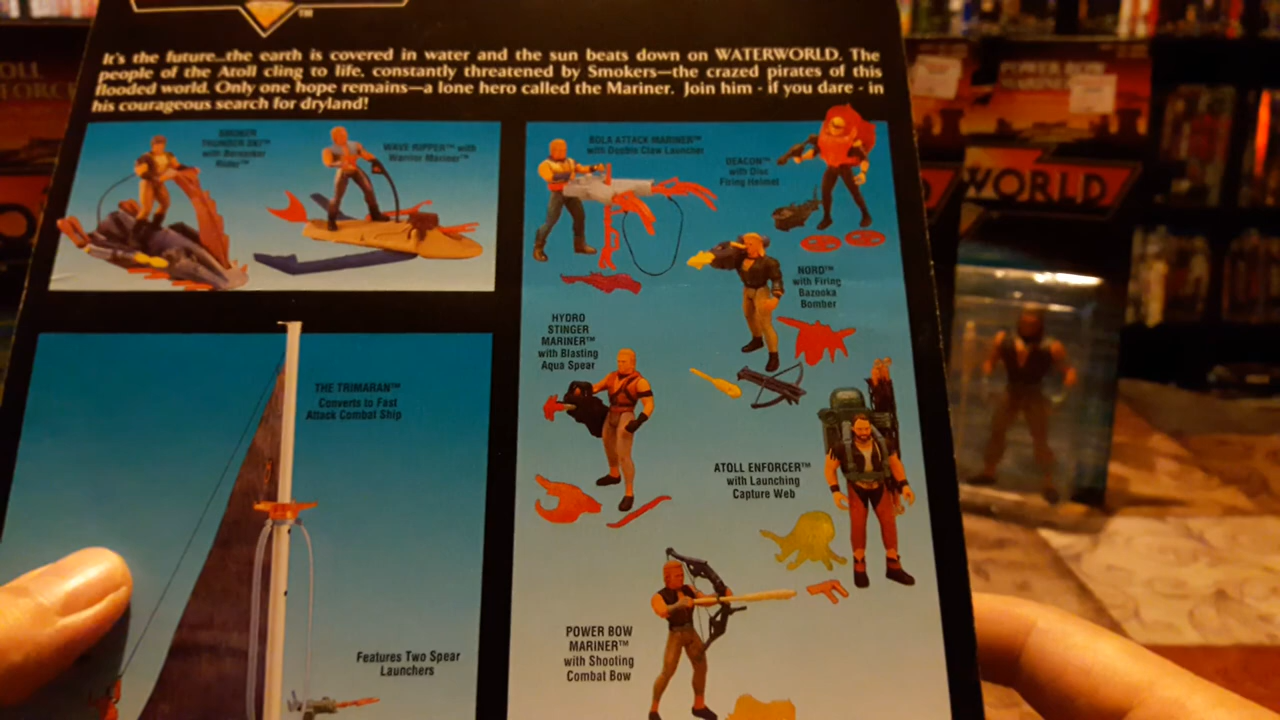 TM
It's the future...the earth is covered in water and the sun beats down on WATERWORLD. The
people of the Atoll cling to life, constantly threatened by Smokers—the crazed pirates of this
flooded world. Only one hope remains—a lone hero called the Mariner. Join him - if you dare - in
his courageous search for dryland!
SMOKER
THUNDER JET™
with Berserker
Rider™
WAVE RIPPER™ with
Warrior Mariner™
BOLA ATTACK MARINER™
with Double Claw Launcher
DEACON™
with Disc
Firing Helmet
NORD™
with Firing
Bazooka
Bomber
HYDRO
STINGER
MARINER™
with Blasting
Aqua Spear
THE TRIMARAN™
Converts to Fast
Attack Combat Ship
ATOLL ENFORCER™
with Launching
Capture Web
POWER BOW
MARINER™
with Shooting
Combat Bow
Features Two Spear
Launchers
POWER BOW
WORLD